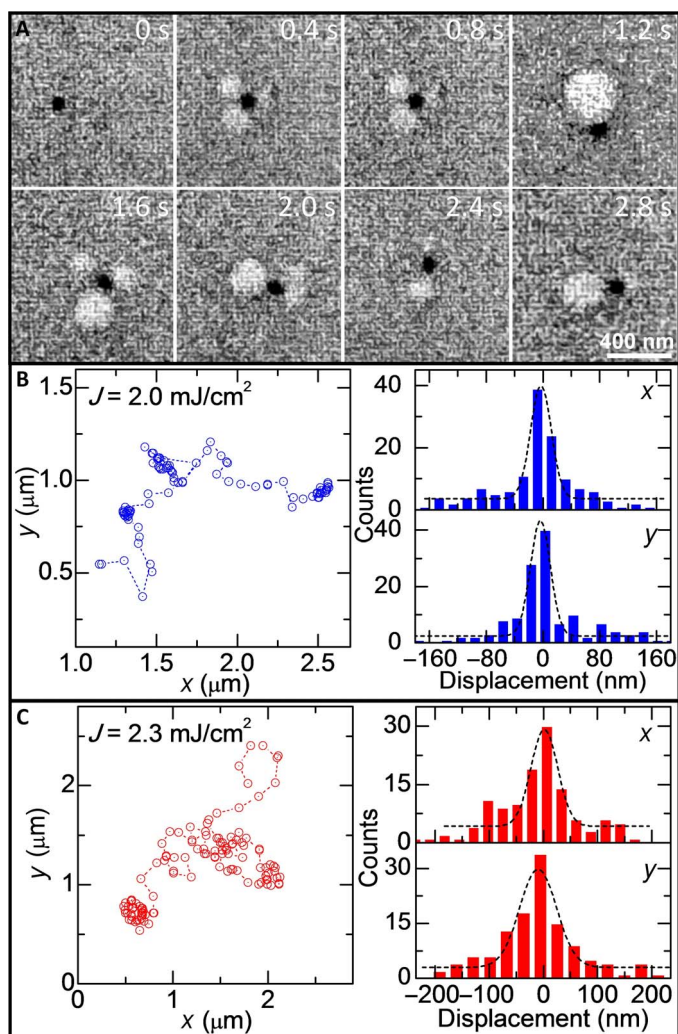 A
0 s
0.4 s
0.8 s
1.2 s
1.6 s
2.0 s
2.4 s
2.8 s
400 nm
B
J = 2.0 mJ/cm²
1.5
1.0
0.5
y (μm)
1.0 1.5 2.0 2.5
x (μm)
x
40
20
0
Counts
y
40
20
0
−160 −80 0 80 160
Displacement (nm)
C
J = 2.3 mJ/cm²
2
1
0
y (μm)
0 1 2
x (μm)
x
30
15
0
Counts
y
30
15
0
−200 −100 0 100 200
Displacement (nm)